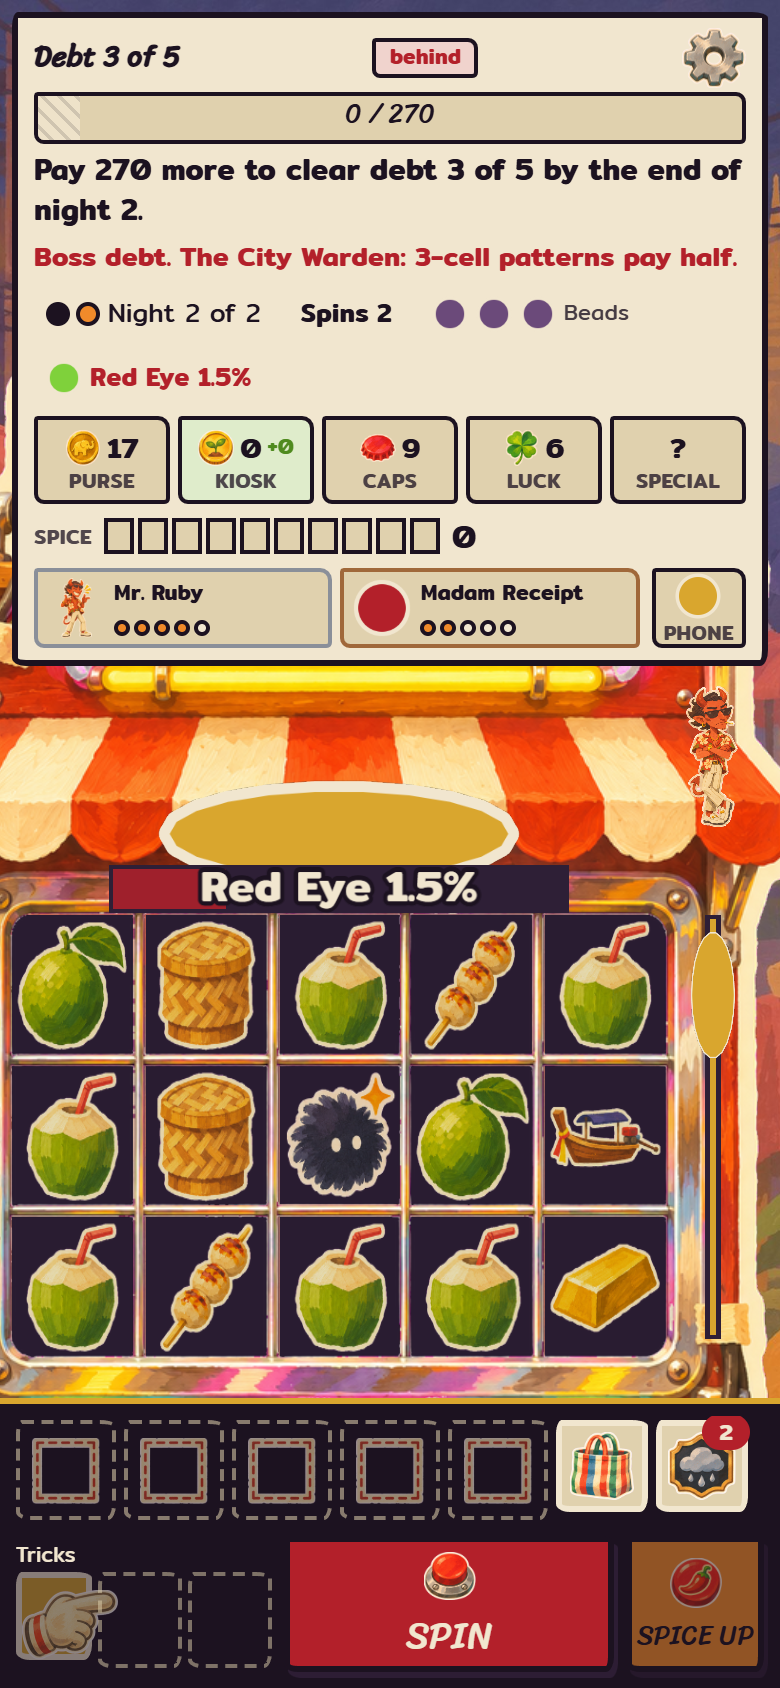 Debt 3 of 5
behind
0 / 270
Pay 270 more to clear debt 3 of 5 by the end of
night 2.
Boss debt. The City Warden: 3-cell patterns pay half.
Night 2 of 2
Spins 2
Beads
Red Eye 1.5%
17
PURSE
0 +0
KIOSK
9
CAPS
6
LUCK
?
SPECIAL
SPICE
0
Mr. Ruby
Madam Receipt
PHONE
Red Eye 1.5%
2
Tricks
SPIN
SPICE UP